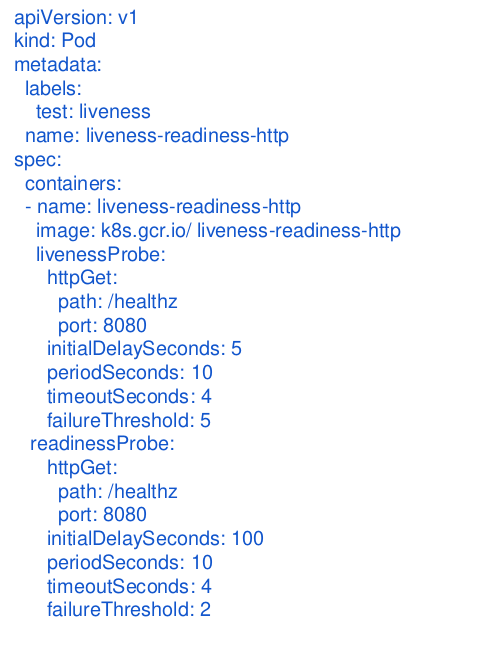 apiVersion: v1
kind: Pod
metadata:
  labels:
    test: liveness
  name: liveness-readiness-http
spec:
  containers:
  - name: liveness-readiness-http
    image: k8s.gcr.io/ liveness-readiness-http
    livenessProbe:
      httpGet:
        path: /healthz
        port: 8080
      initialDelaySeconds: 5
      periodSeconds: 10
      timeoutSeconds: 4
      failureThreshold: 5
   readinessProbe:
      httpGet:
        path: /healthz
        port: 8080
      initialDelaySeconds: 100
      periodSeconds: 10
      timeoutSeconds: 4
      failureThreshold: 2